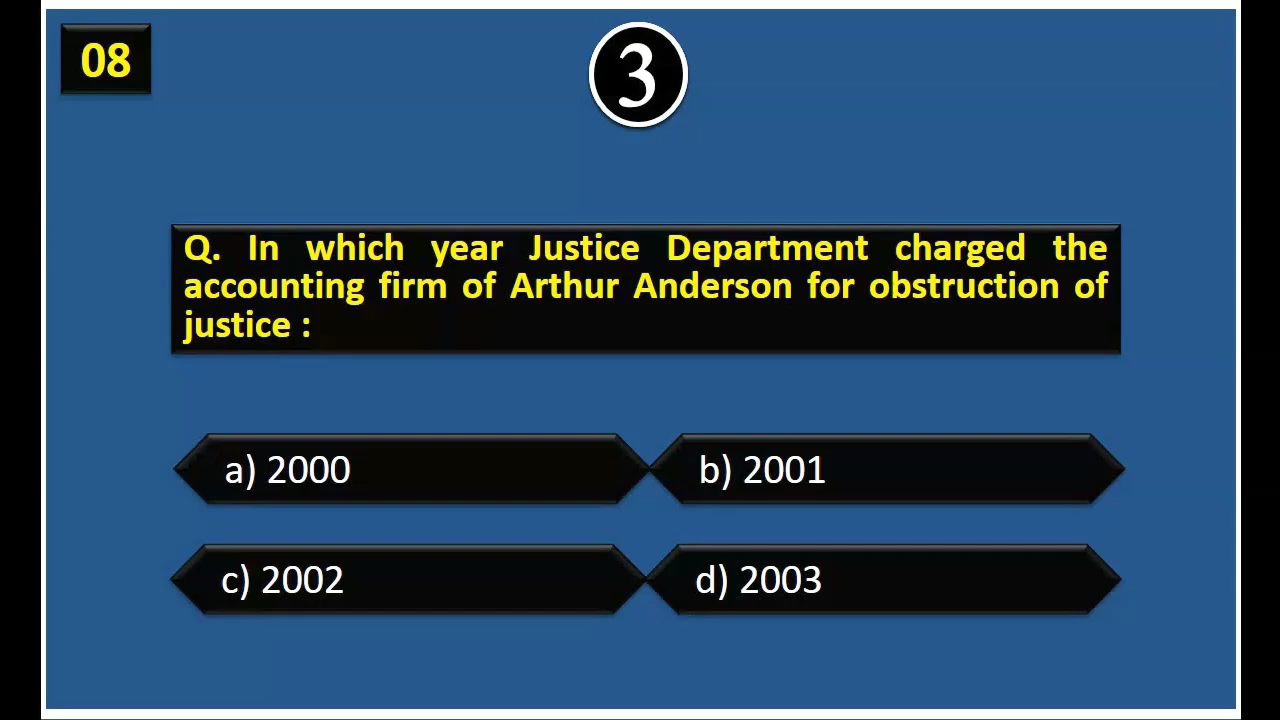 08
3
Q. In which year Justice Department charged the
accounting firm of Arthur Anderson for obstruction of
justice :
a) 2000
b) 2001
c) 2002
d) 2003